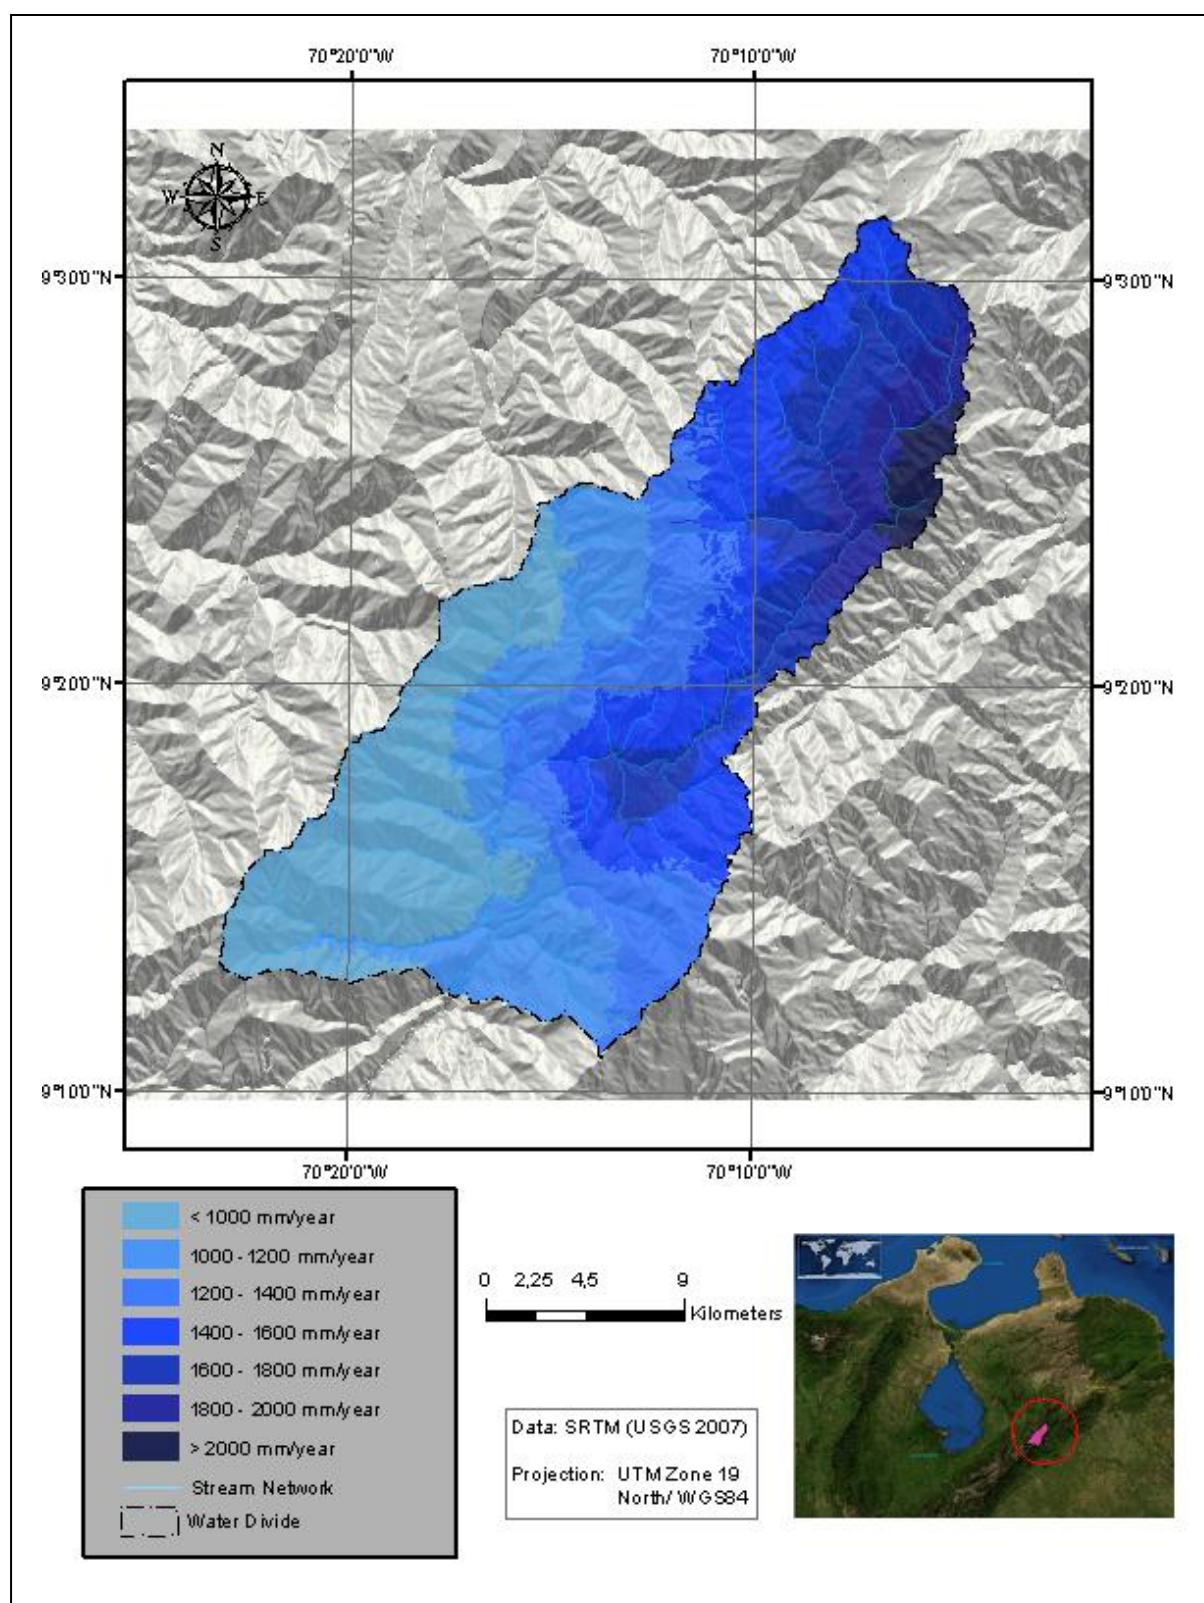 70°20'0"W 70°10'0"W
N
W E
S
9°30'0"N 9°30'0"N
9°20'0"N 9°20'0"N
9°10'0"N 9°10'0"N
70°20'0"W 70°10'0"W
< 1000 mm/year
1000 - 1200 mm/year
1200 - 1400 mm/year
1400 - 1600 mm/year
1600 - 1800 mm/year
1800 - 2000 mm/year
> 2000 mm/year
Stream Network
Water Divide
0 2,25 4,5 9
Kilometers
Data: SRTM (USGS 2007)
Projection: UTM Zone 19
North/ WGS84